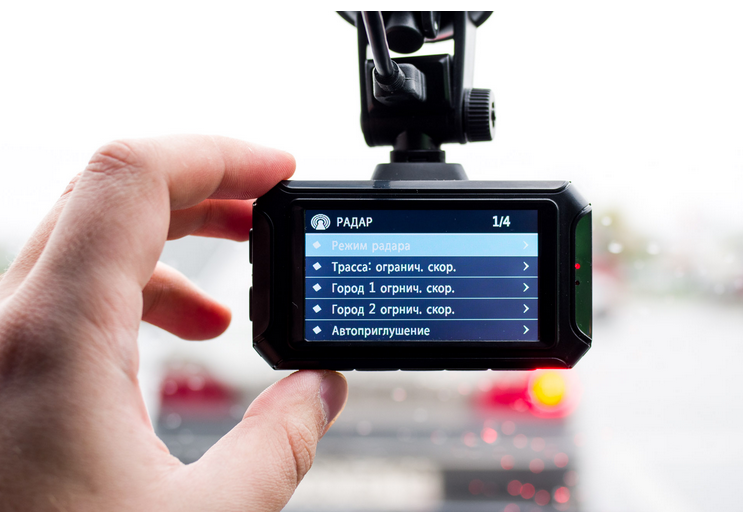 РАДАР 1/4
Режим радара
Трасса: огранич. скор.
Город 1 огрнич. скор.
Город 2 огрнич. скор.
Автоприглушение